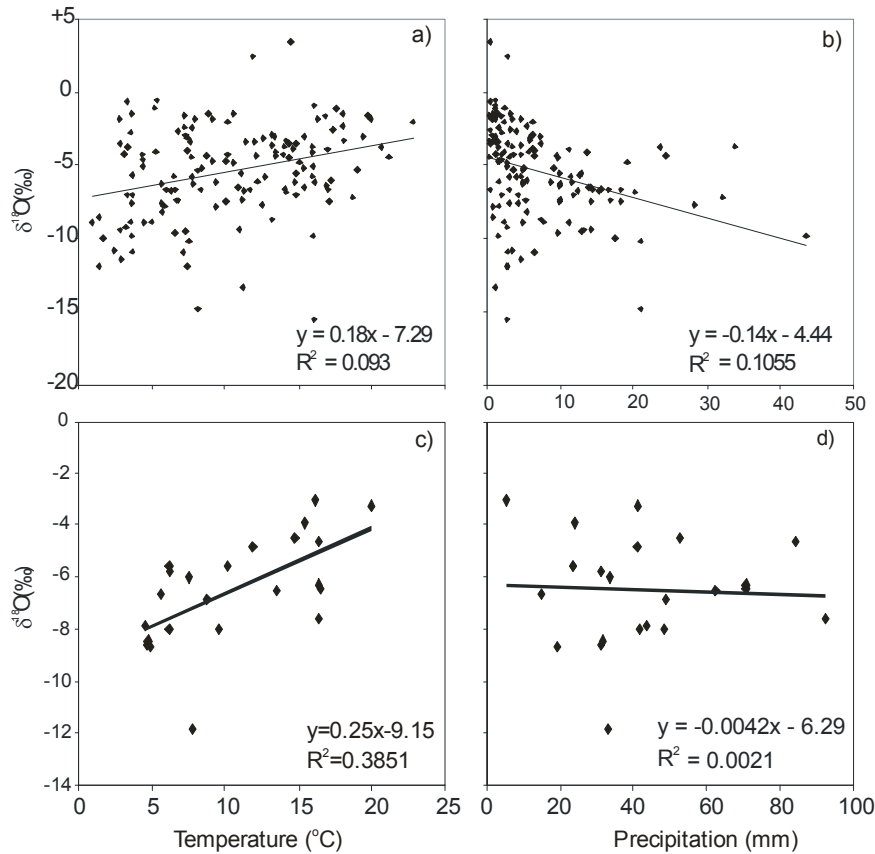 +5
a)
0
-5
-10
-15
-20
δ¹⁸O(‰)
y = 0.18x - 7.29
R² = 0.093
b)
y = -0.14x - 4.44
R² = 0.1055
0 10 20 30 40 50
0
c)
-2
-4
-6
-8
-10
-12
-14
δ¹⁸O(‰)
y=0.25x-9.15
R²=0.3851
5 10 15 20 25
Temperature (°C)
d)
y = -0.0042x - 6.29
R² = 0.0021
0 20 40 60 80 100
Precipitation (mm)